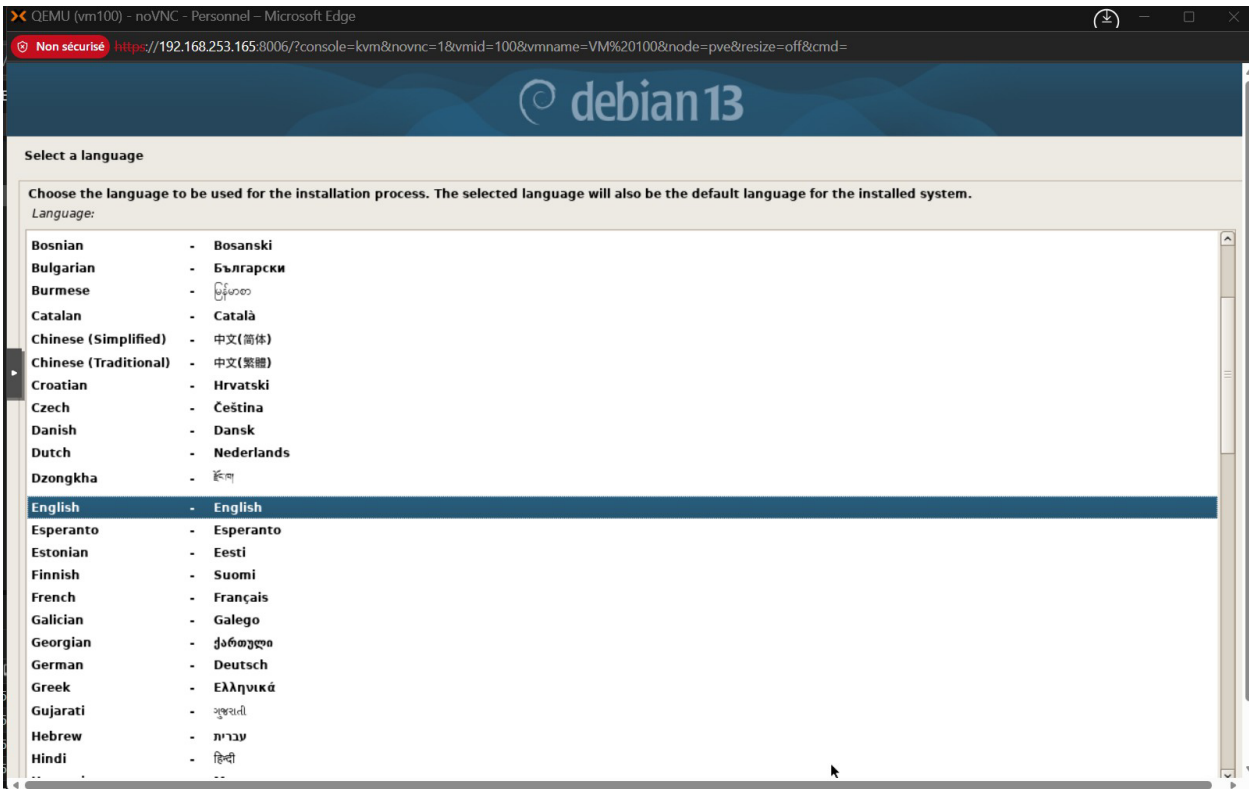 QEMU (vm100) - noVNC - Personnel – Microsoft Edge
Non sécurisé https://192.168.253.165:8006/?console=kvm&novnc=1&vmid=100&vmname=VM%20100&node=pve&resize=off&cmd=
debian 13
Select a language
Choose the language to be used for the installation process. The selected language will also be the default language for the installed system.
Language:
Bosnian - Bosanski
Bulgarian - Български
Burmese - မြန်မာစာ
Catalan - Català
Chinese (Simplified) - 中文(简体)
Chinese (Traditional) - 中文(繁體)
Croatian - Hrvatski
Czech - Čeština
Danish - Dansk
Dutch - Nederlands
Dzongkha - རྫོང་ཁ།
English - English
Esperanto - Esperanto
Estonian - Eesti
Finnish - Suomi
French - Français
Galician - Galego
Georgian - ქართული
German - Deutsch
Greek - Ελληνικά
Gujarati - ગુજરાતી
Hebrew - עברית
Hindi - हिन्दी